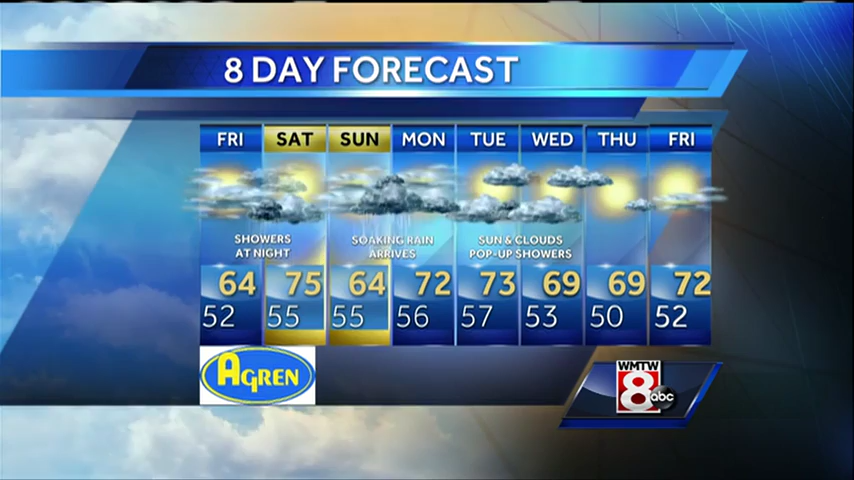 8 DAY FORECAST
FRI SAT SUN MON TUE WED THU FRI
SHOWERS
AT NIGHT
SOAKING RAIN
ARRIVES
SUN & CLOUDS
POP-UP SHOWERS
64 75 64 72 73 69 69 72
52 55 55 56 57 53 50 52
AGREN
WMTW
8 abc